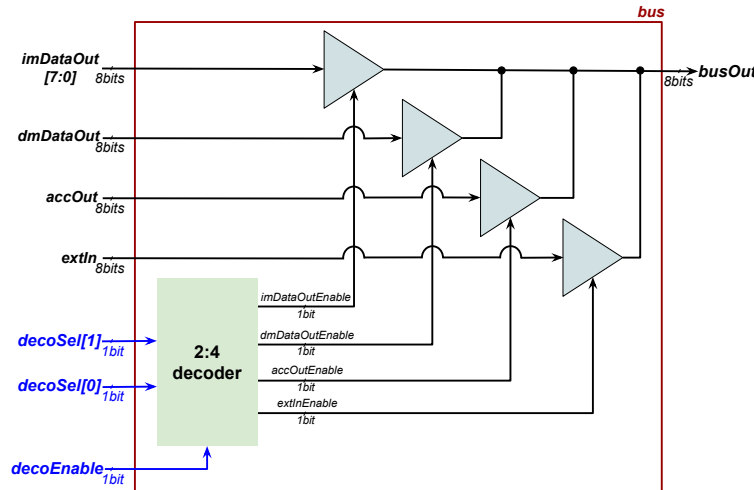 bus
imDataOut
[7:0]
8bits
busOut
8bits
dmDataOut
8bits
accOut
8bits
extIn
8bits
imDataOutEnable
1bit
decoSel[1]
1bit
dmDataOutEnable
1bit
2:4
decoder
accOutEnable
1bit
decoSel[0]
1bit
extInEnable
1bit
decoEnable
1bit